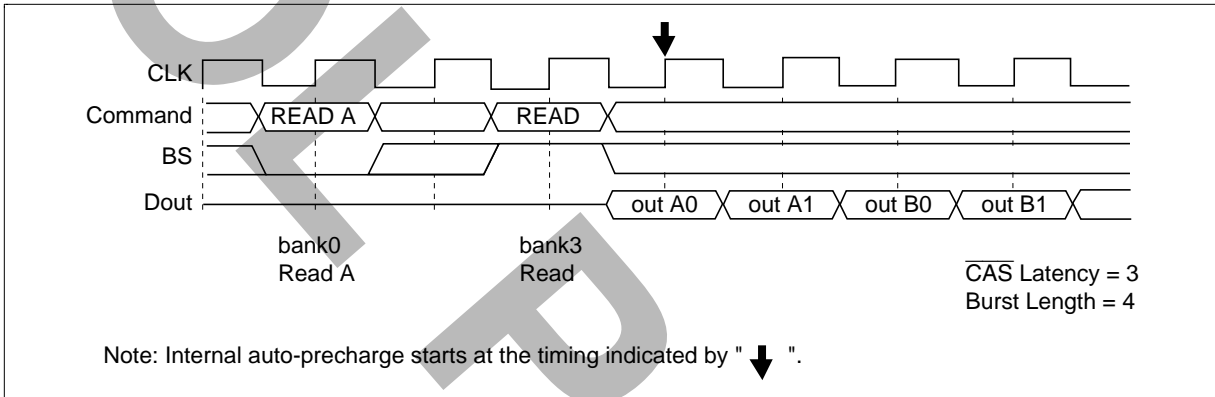 CLK
Command READ A READ
BS
Dout out A0 out A1 out B0 out B1
bank0 bank3
Read A Read
CAS Latency = 3
Burst Length = 4
Note: Internal auto-precharge starts at the timing indicated by " ".